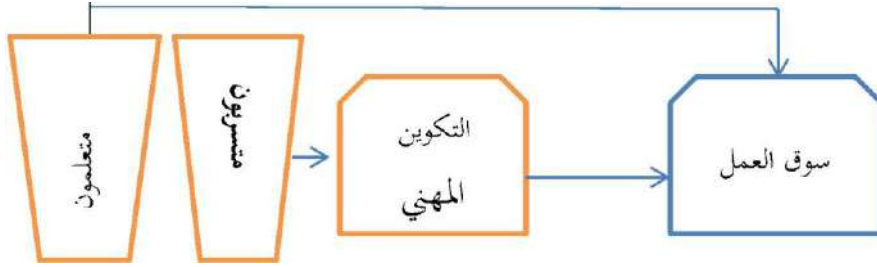 متعلمون
متسربون
التكوين
المهني
سوق العمل